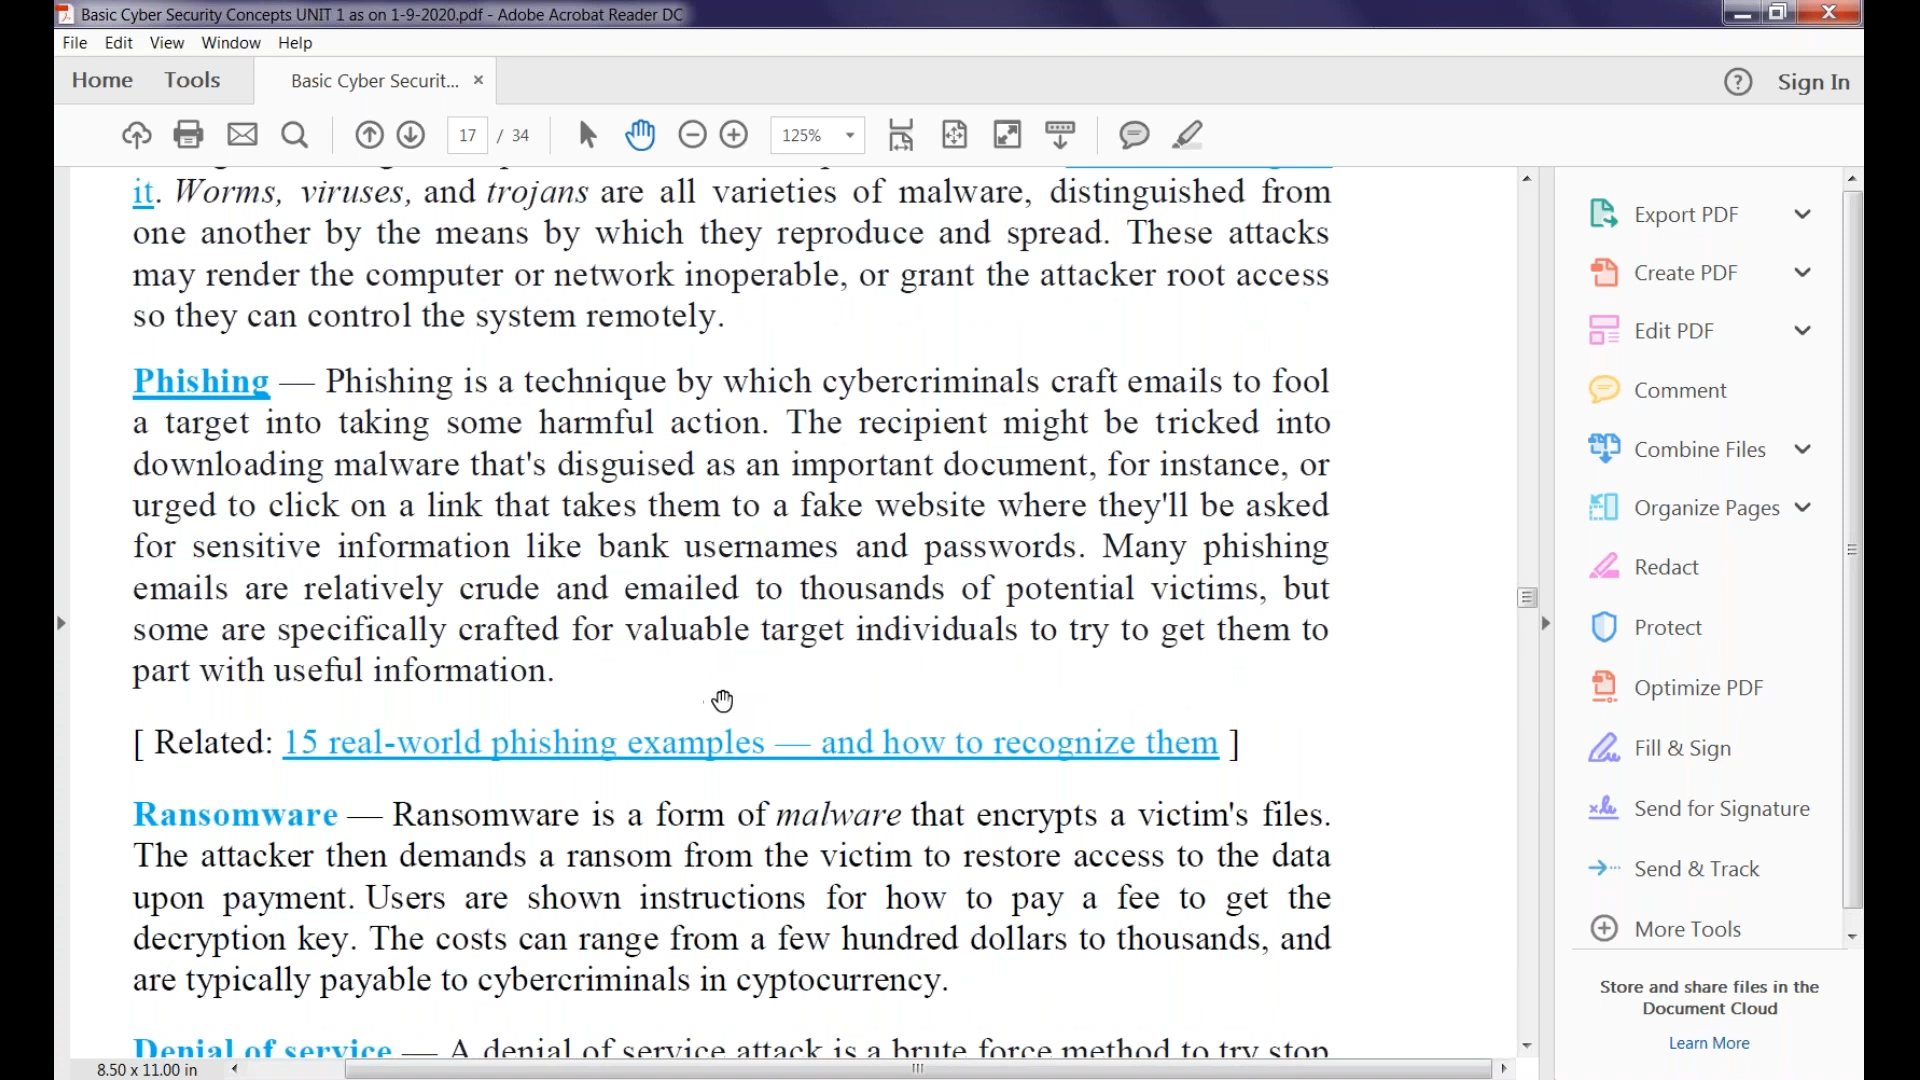 Basic Cyber Security Concepts UNIT 1 as on 1-9-2020.pdf - Adobe Acrobat Reader DC
File Edit View Window Help
Home Tools Basic Cyber Securit... ×
? Sign In
17 / 34 125%
it. Worms, viruses, and trojans are all varieties of malware, distinguished from
one another by the means by which they reproduce and spread. These attacks
may render the computer or network inoperable, or grant the attacker root access
so they can control the system remotely.
Phishing — Phishing is a technique by which cybercriminals craft emails to fool
a target into taking some harmful action. The recipient might be tricked into
downloading malware that's disguised as an important document, for instance, or
urged to click on a link that takes them to a fake website where they'll be asked
for sensitive information like bank usernames and passwords. Many phishing
emails are relatively crude and emailed to thousands of potential victims, but
some are specifically crafted for valuable target individuals to try to get them to
part with useful information.
[ Related: 15 real-world phishing examples — and how to recognize them ]
Ransomware — Ransomware is a form of malware that encrypts a victim's files.
The attacker then demands a ransom from the victim to restore access to the data
upon payment. Users are shown instructions for how to pay a fee to get the
decryption key. The costs can range from a few hundred dollars to thousands, and
are typically payable to cybercriminals in cyptocurrency.
Denial of service — A denial of service attack is a brute force method to try stop
8.50 x 11.00 in
Export PDF
Create PDF
Edit PDF
Comment
Combine Files
Organize Pages
Redact
Protect
Optimize PDF
Fill & Sign
Send for Signature
Send & Track
More Tools
Store and share files in the
Document Cloud
Learn More